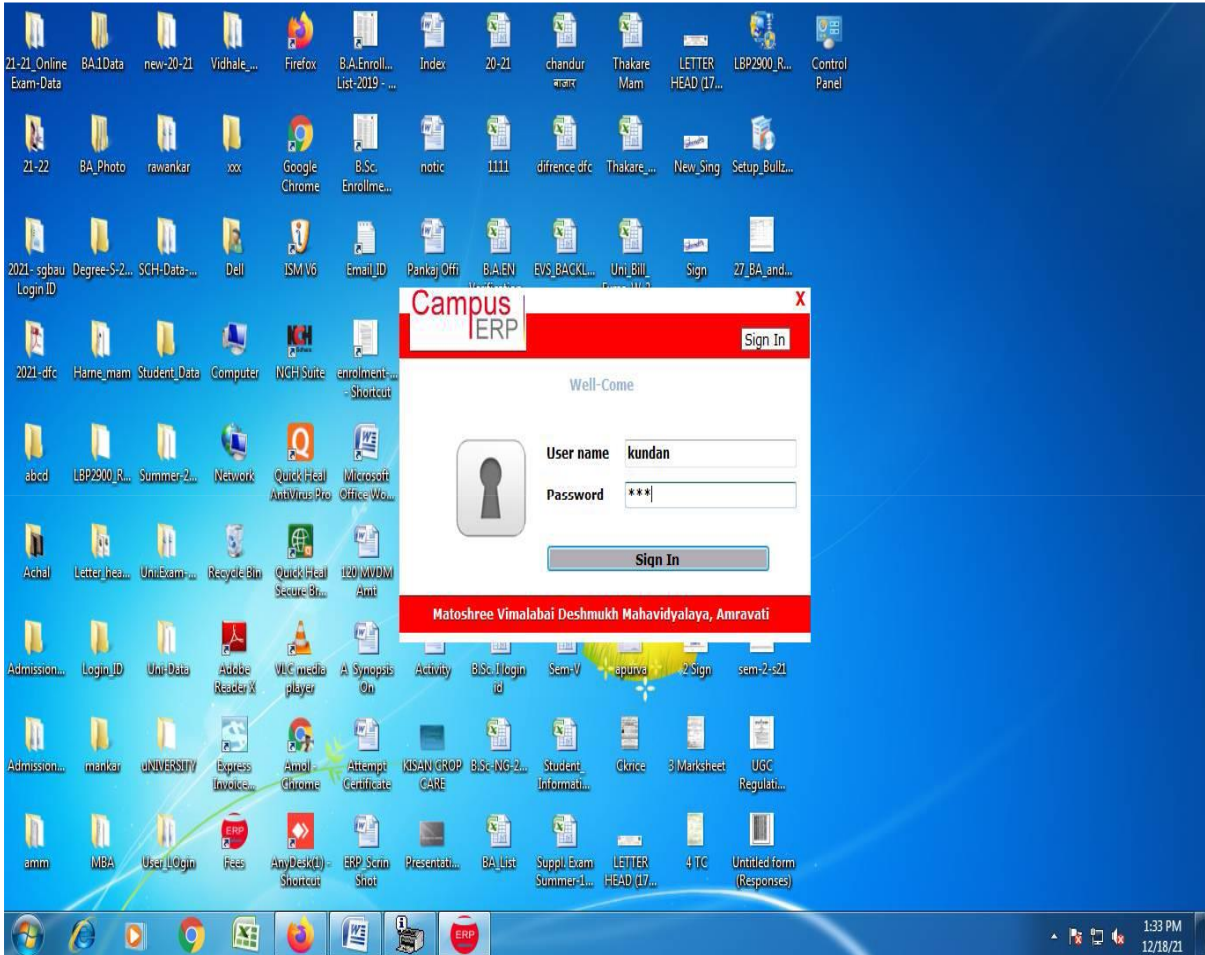 21-21_Online
Exam-Data
BA.1Data
new-20-21
Vidhale_...
Firefox
B.A.Enroll...
List-2019 - ...
Index
20-21
chandur
बाजार
Thakare
Mam
LETTER
HEAD (17...
LBP2900_R...
Control
Panel
21-22
BA_Photo
rawankar
xxx
Google
Chrome
B.Sc.
Enrollme...
notic
1111
difrence dfc
Thakare_...
New_Sing
Setup_Bullz...
2021- sgbau
Login ID
Degree-S-2...
SCH-Data-...
Dell
ISM V6
Email_ID
Pankaj Offi
B.A.EN
EVS_BACKL...
Uni_Bill_
Sign
27_BA_and...
Campus
ERP
X
Sign In
2021-dfc
Harne_mam
Student_Data
Computer
NCH Suite
enrolment-...
- Shortcut
Well-Come
User name kundan
Password ***
Sign In
Matoshree Vimalabai Deshmukh Mahavidyalaya, Amravati
abcd
LBP2900_R...
Summer-2...
Network
Quick Heal
AntiVirus Pro
Microsoft
Office Wo...
Achal
Letter_hea...
Uni.Exam-...
Recycle Bin
Quick Heal
Secure Br...
120 MVDM
Amt
Admission...
Login_ID
Uni-Data
Adobe
Reader X
VLC media
player
A Synopsis
On
Activity
B.Sc-I login
id
Sem-V
apurva
2 Sign
sem-2-s21
Admission...
mankar
uNIVERSITY
Express
Invoice...
Amol -
Chrome
Attempt
Certificate
KISAN CROP
CARE
B.Sc-NG-2...
Student_
Informati...
Ckrice
3 Marksheet
UGC
Regulati...
amm
MBA
User_LOgin
ERP
Fees
AnyDesk(1) -
Shortcut
ERP_Scrin
Shot
Presentati...
BA_List
Suppl. Exam
Summer-1...
LETTER
HEAD (17...
4 TC
Untitled form
(Responses)
ERP
1:33 PM
12/18/21